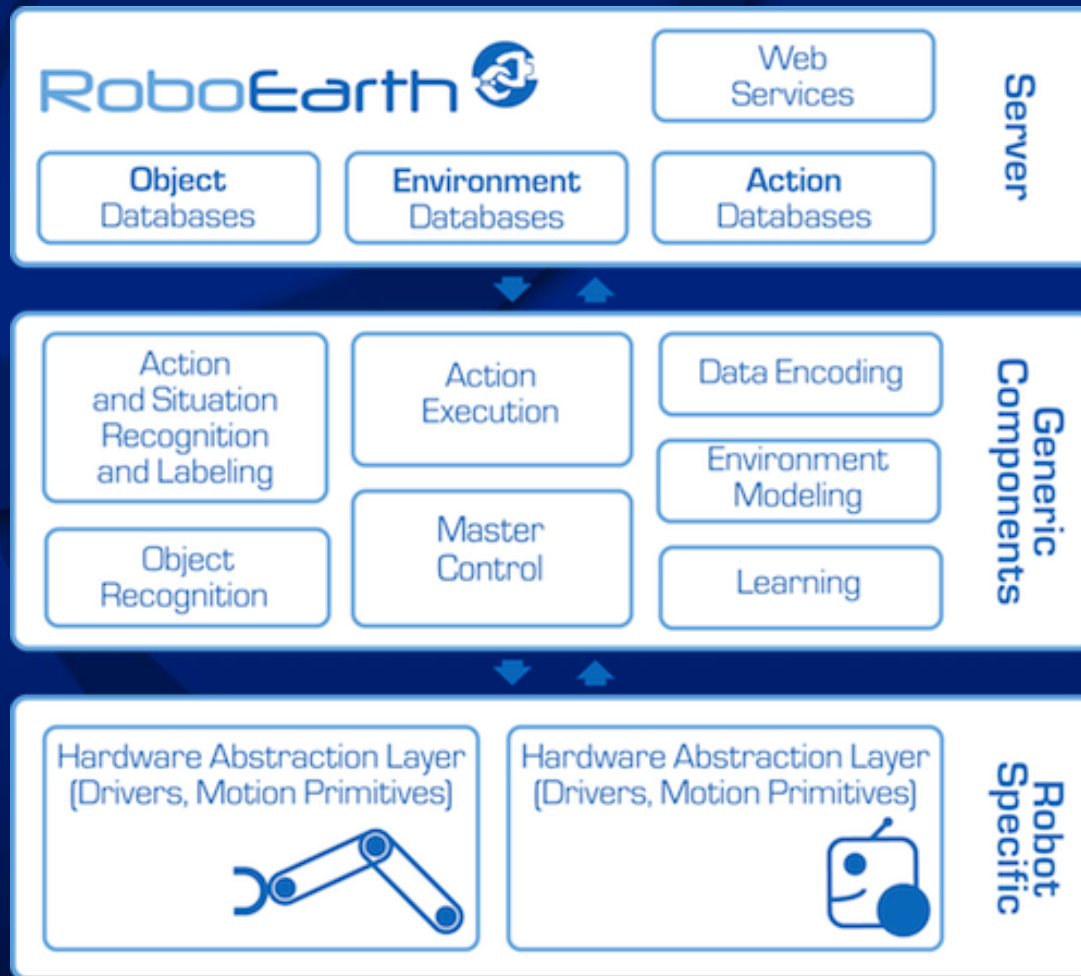 RoboEarth
Web
Services
Object
Databases
Environment
Databases
Action
Databases
Server
Action
and Situation
Recognition
and Labeling
Action
Execution
Data Encoding
Environment
Modeling
Object
Recognition
Master
Control
Learning
Generic
Components
Hardware Abstraction Layer
(Drivers, Motion Primitives)
Hardware Abstraction Layer
(Drivers, Motion Primitives)
Robot
Specific